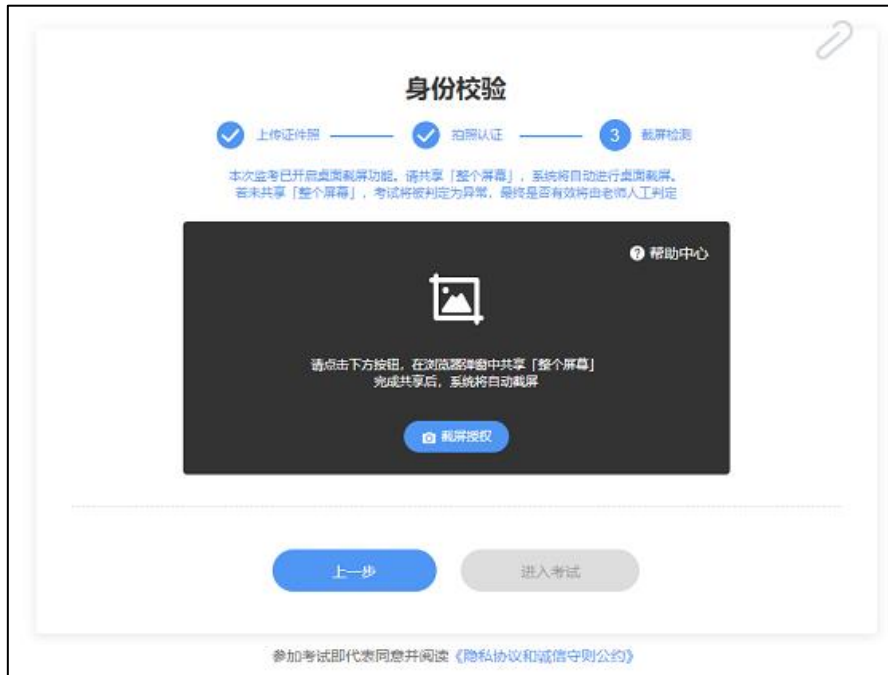 身份校验
上传证件照 拍照认证 3 截屏检测
本次监考已开启桌面截屏功能。请共享「整个屏幕」，系统将自动进行桌面截屏。
若未共享「整个屏幕」，考试将被判定为异常，最终是否有效将由老师人工判定
? 帮助中心
请点击下方按钮，在浏览器弹窗中共享「整个屏幕」
完成共享后，系统将自动截屏
截屏授权
上一步 进入考试
参加考试即代表同意并阅读《隐私协议和诚信守则公约》